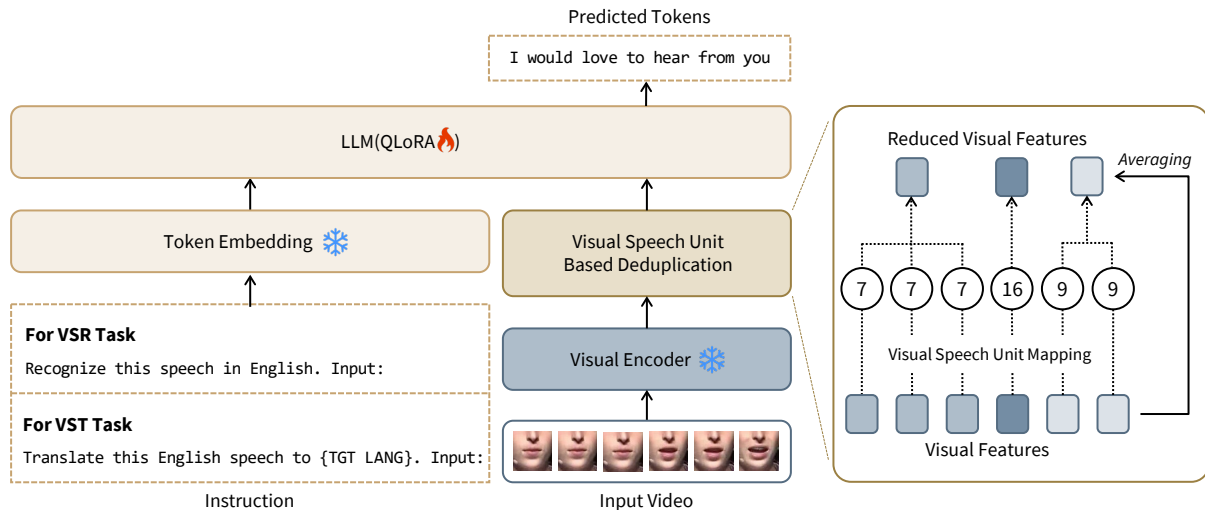 Predicted Tokens
I would love to hear from you
LLM(QLoRA)
Token Embedding
Visual Speech Unit
Based Deduplication
For VSR Task
Recognize this speech in English. Input:
Visual Encoder
For VST Task
Translate this English speech to {TGT LANG}. Input:
Instruction
Input Video
Reduced Visual Features
Averaging
7 7 7 16 9 9
Visual Speech Unit Mapping
Visual Features